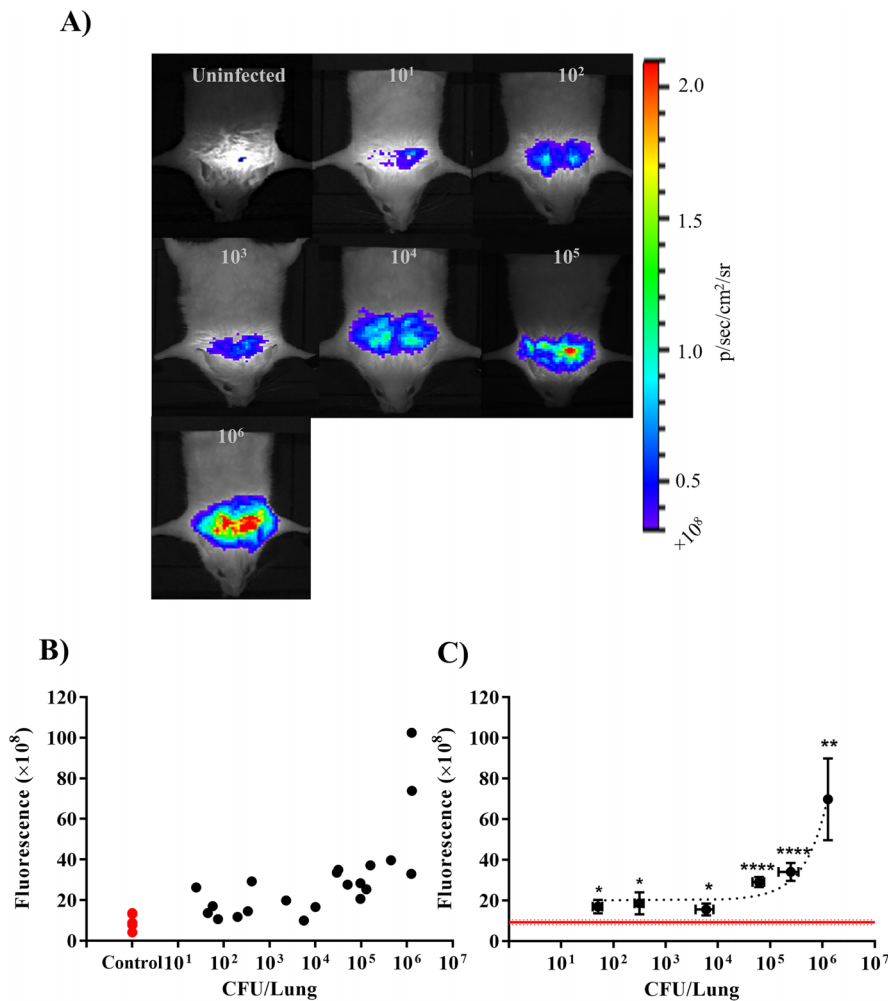 A)
Uninfected
10¹
10²
10³
10⁴
10⁵
10⁶
2.0
1.5
1.0
0.5
×10⁸
p/sec/cm²/sr
B)
120
100
80
60
40
20
0
Fluorescence (×10⁸)
Control 10¹ 10² 10³ 10⁴ 10⁵ 10⁶ 10⁷
CFU/Lung
C)
120
100
80
60
40
20
0
Fluorescence (×10⁸)
* * * **** **** **
10¹ 10² 10³ 10⁴ 10⁵ 10⁶ 10⁷
CFU/Lung